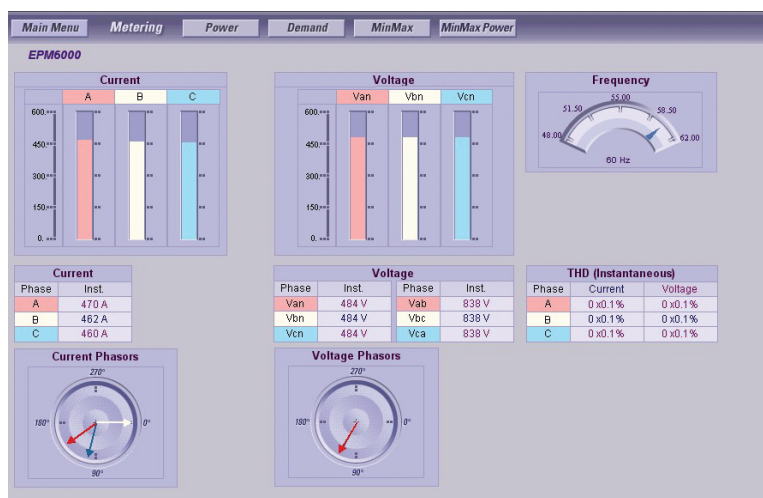 Main Menu Metering Power Demand MinMax MinMax Power
EPM6000
Current
A B C
600.
450.
300.
150.
0.
Voltage
Van Vbn Vcn
600.
450.
300.
150.
0.
Frequency
48.00 51.50 55.00 58.50 62.00
60 Hz
Current
Phase Inst.
A 470 A
B 462 A
C 460 A
Voltage
Phase Inst. Phase Inst.
Van 484 V Vab 838 V
Vbn 484 V Vbc 838 V
Vcn 484 V Vca 838 V
THD (Instantaneous)
Phase Current Voltage
A 0 x0.1% 0 x0.1%
B 0 x0.1% 0 x0.1%
C 0 x0.1% 0 x0.1%
Current Phasors
270°
180° 0°
90°
Voltage Phasors
270°
180° 0°
90°